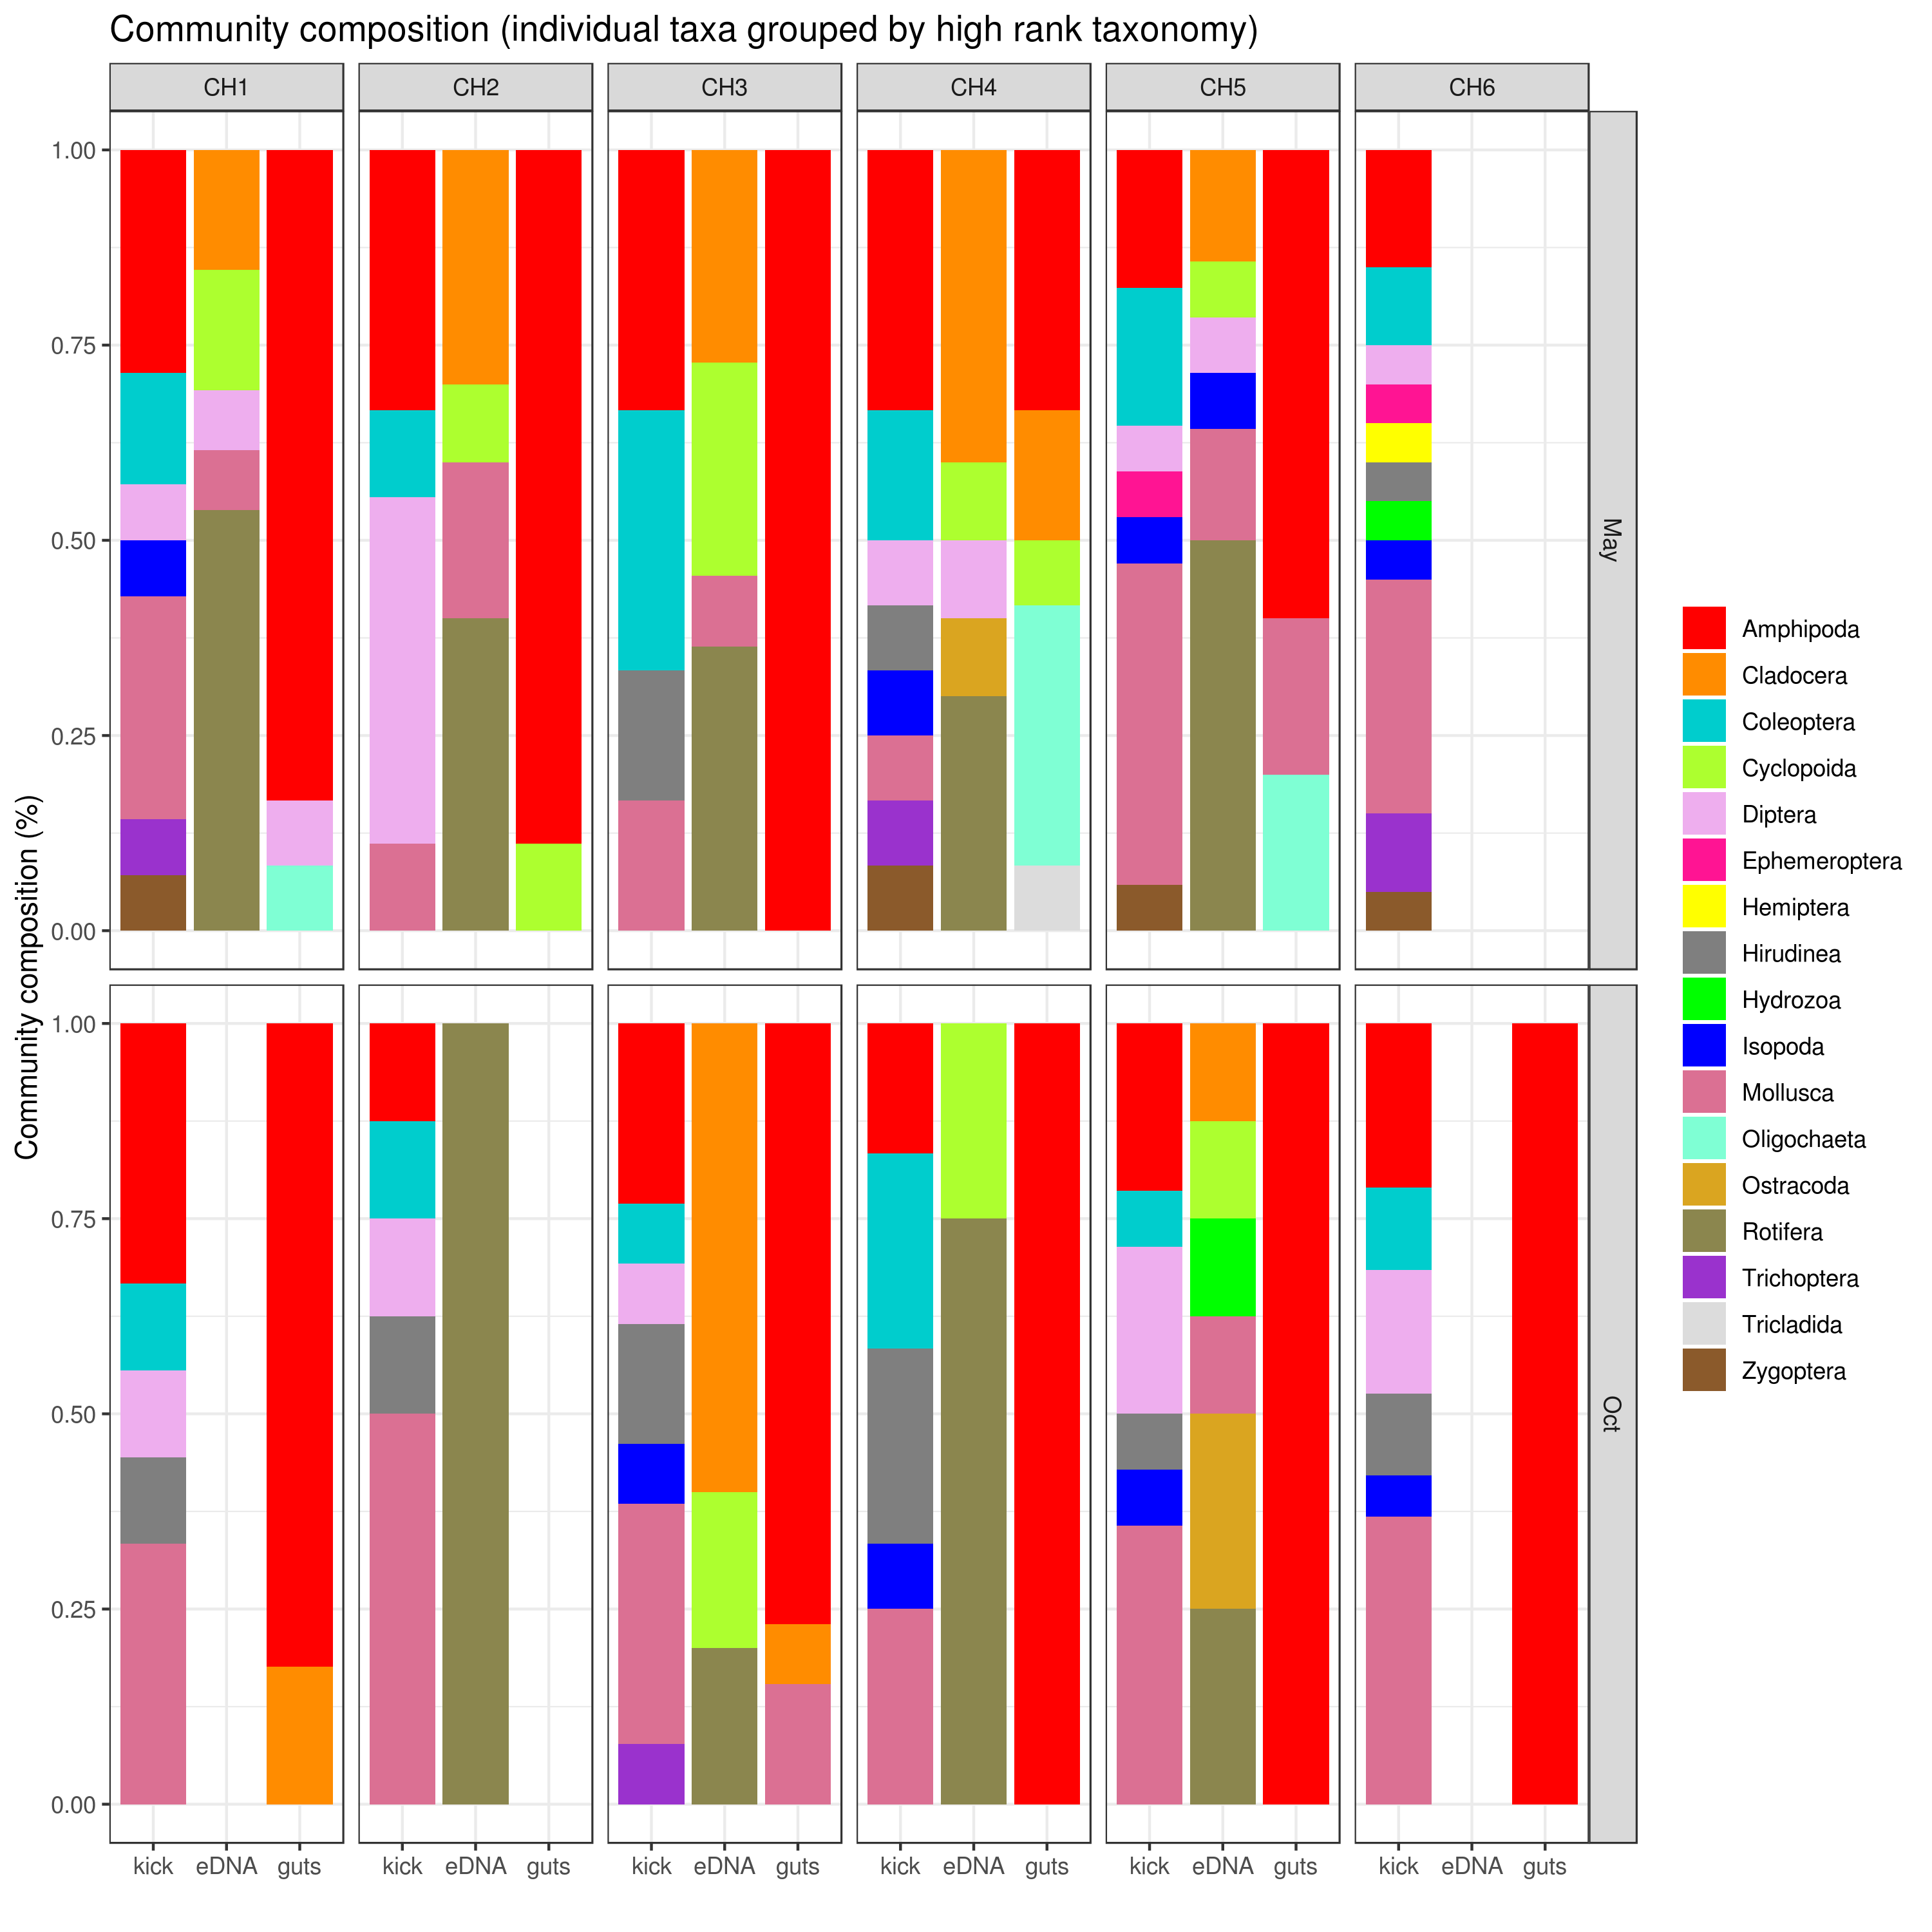 Community composition (individual taxa grouped by high rank taxonomy)
CH1 CH2 CH3 CH4 CH5 CH6
1.00
0.75
0.50
0.25
0.00
May
1.00
0.75
0.50
0.25
0.00
Oct
Community composition (%)
kick eDNA guts kick eDNA guts kick eDNA guts kick eDNA guts kick eDNA guts kick eDNA guts
Amphipoda
Cladocera
Coleoptera
Cyclopoida
Diptera
Ephemeroptera
Hemiptera
Hirudinea
Hydrozoa
Isopoda
Mollusca
Oligochaeta
Ostracoda
Rotifera
Trichoptera
Tricladida
Zygoptera